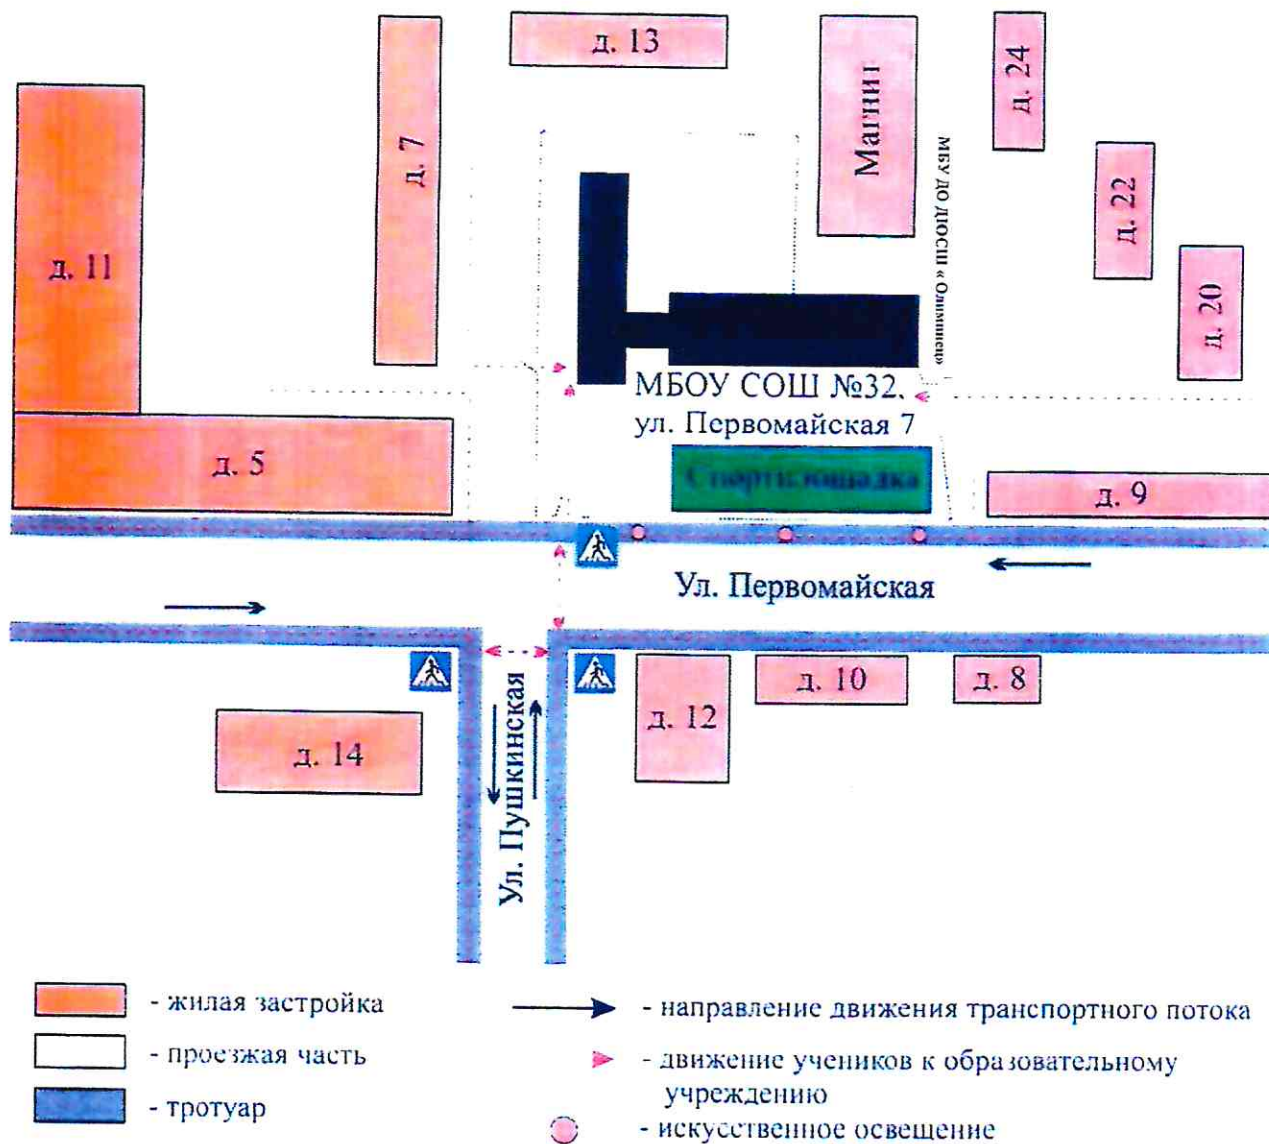 д. 13
д. 24
д. 7
Магнит
д. 22
МБУ ДО ДЮСШ «Олимпиец»
д. 11
д. 20
МБОУ СОШ №32,
ул. Первомайская 7
д. 5
Спортплощадка
д. 9
Ул. Первомайская
д. 12
д. 10
д. 8
д. 14
Ул. Пушкинская
- жилая застройка
- проезжая часть
- тротуар
- направление движения транспортного потока
- движение учеников к образовательному
учреждению
- искусственное освещение